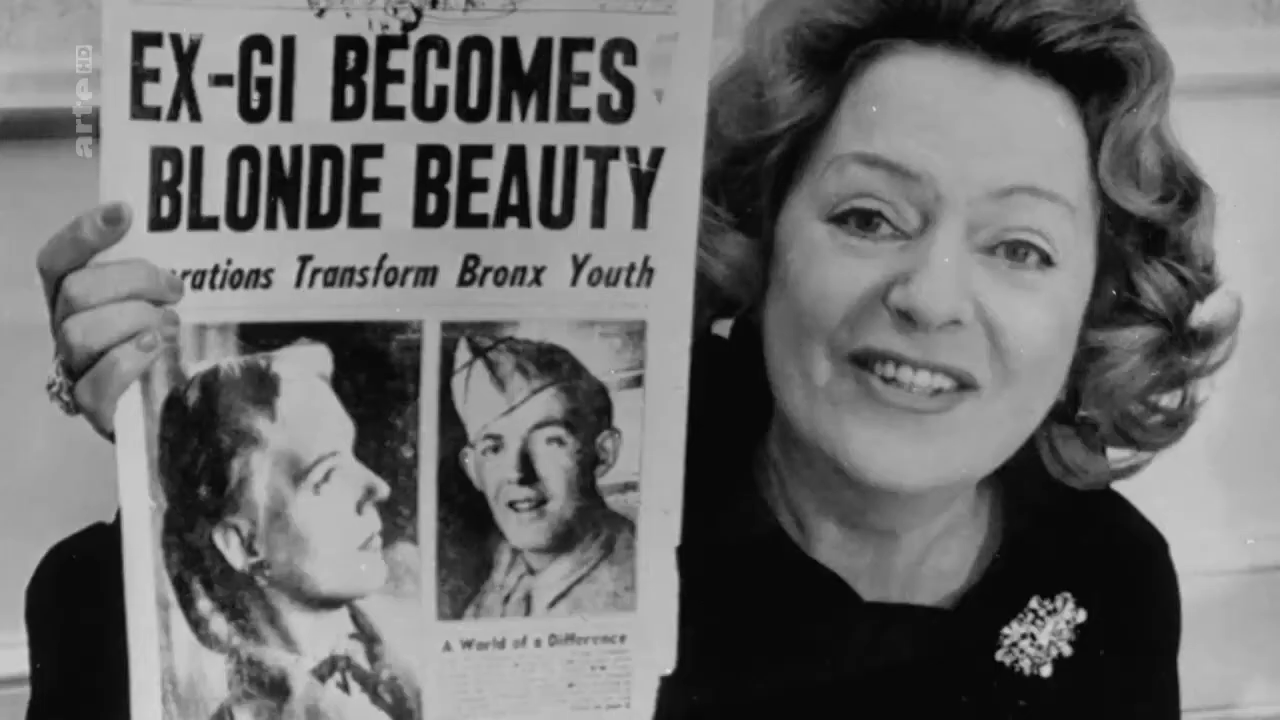 arte HD
EX-GI BECOMES
BLONDE BEAUTY
rations Transform Bronx Youth
A World of a Difference